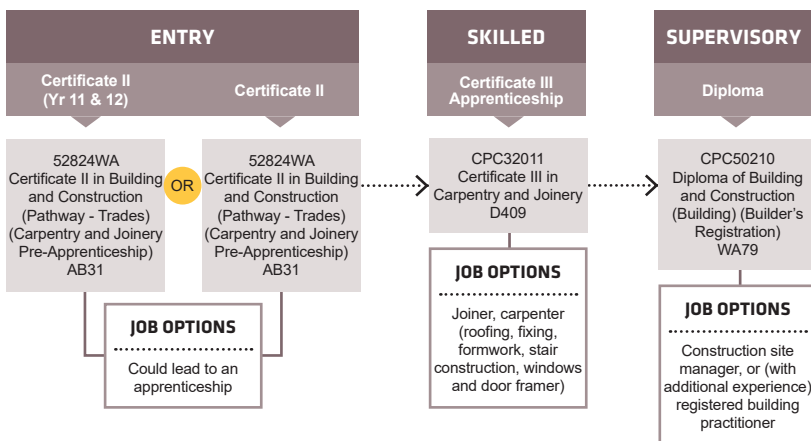 ENTRY
Certificate II
(Yr 11 & 12)
Certificate II
52824WA
Certificate II in Building
and Construction
(Pathway - Trades)
(Carpentry and Joinery
Pre-Apprenticeship)
AB31
OR
52824WA
Certificate II in Building
and Construction
(Pathway - Trades)
(Carpentry and Joinery
Pre-Apprenticeship)
AB31
JOB OPTIONS
Could lead to an
apprenticeship
SKILLED
Certificate III
Apprenticeship
CPC32011
Certificate III in
Carpentry and Joinery
D409
JOB OPTIONS
Joiner, carpenter
(roofing, fixing,
formwork, stair
construction, windows
and door framer)
SUPERVISORY
Diploma
CPC50210
Diploma of Building
and Construction
(Building) (Builder’s
Registration)
WA79
JOB OPTIONS
Construction site
manager, or (with
additional experience)
registered building
practitioner